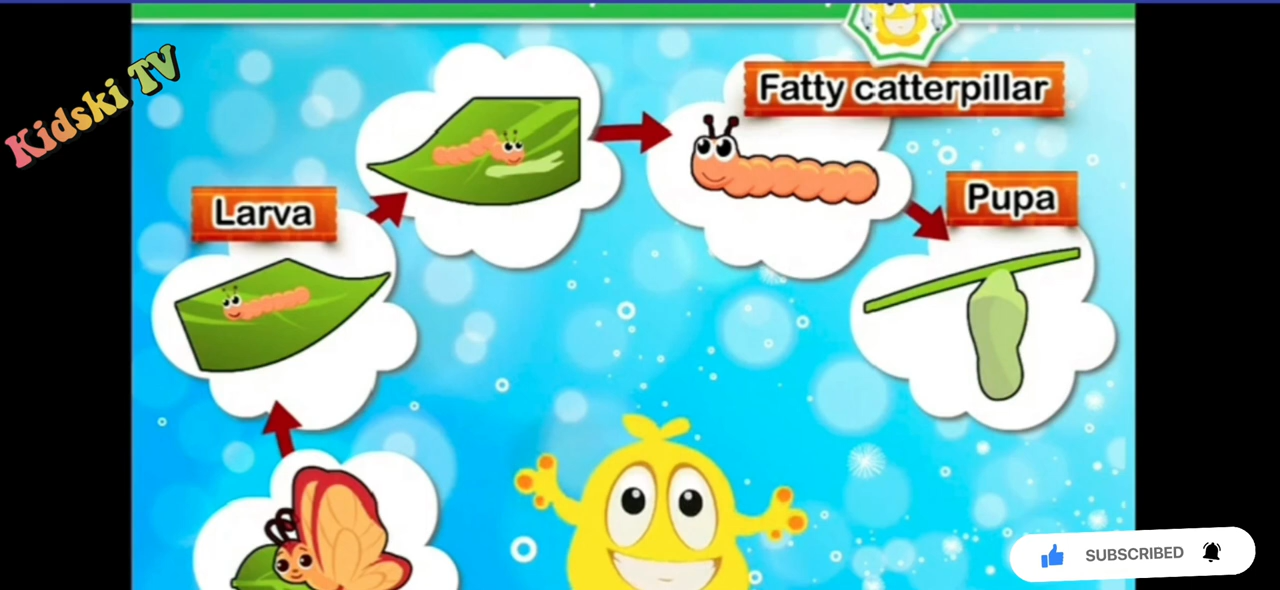 Kidski TV
Fatty catterpillar
Larva
Pupa
SUBSCRIBED